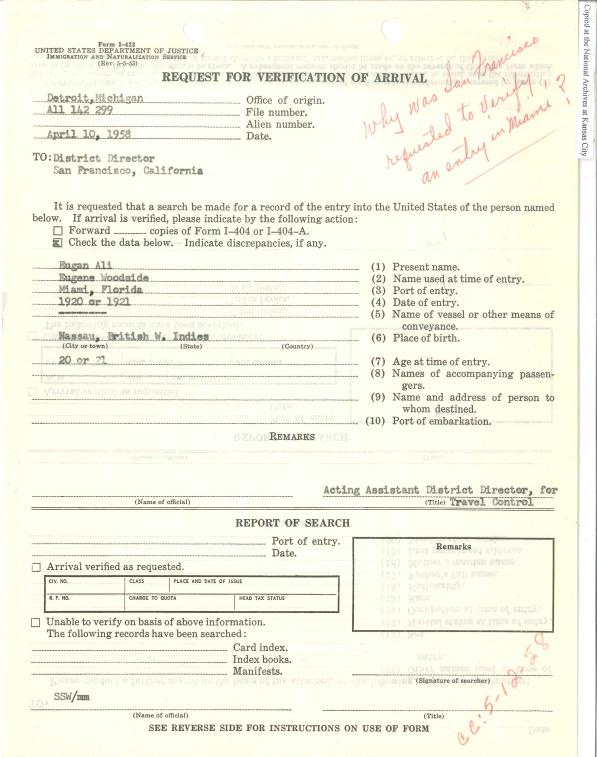 Form I-423
UNITED STATES DEPARTMENT OF JUSTICE
IMMIGRATION AND NATURALIZATION SERVICE
(Rev. 5-5-53)
REQUEST FOR VERIFICATION OF ARRIVAL
Detroit, Michigan Office of origin.
A11 142 299 File number.
Alien number.
April 10, 1958 Date.
Why was San Francisco
requested to verify
an entry in Miami?
TO: District Director
San Francisco, California
It is requested that a search be made for a record of the entry into the United States of the person named
below. If arrival is verified, please indicate by the following action:
Forward copies of Form I-404 or I-404-A.
Check the data below. Indicate discrepancies, if any.
Eugan Ali (1) Present name.
Eugene Woodside (2) Name used at time of entry.
Miami, Florida (3) Port of entry.
1920 or 1921 (4) Date of entry.
--------- (5) Name of vessel or other means of
conveyance.
Nassau, British W. Indies (6) Place of birth.
(City or town) (State) (Country)
20 or 21 (7) Age at time of entry.
(8) Names of accompanying passen-
gers.
(9) Name and address of person to
whom destined.
(10) Port of embarkation.
REMARKS
Acting Assistant District Director, for
(Name of official) (Title) Travel Control
REPORT OF SEARCH
Port of entry.
Date.
Remarks
Arrival verified as requested.
CIV. NO. CLASS PLACE AND DATE OF ISSUE
R. P. NO. CHARGE TO QUOTA HEAD TAX STATUS
Unable to verify on basis of above information.
The following records have been searched:
Card index.
Index books.
Manifests.
(Signature of searcher)
SSW/mm
(Name of official) (Title)
cc: 5-12-58
SEE REVERSE SIDE FOR INSTRUCTIONS ON USE OF FORM
Copied at the National Archives at Kansas City